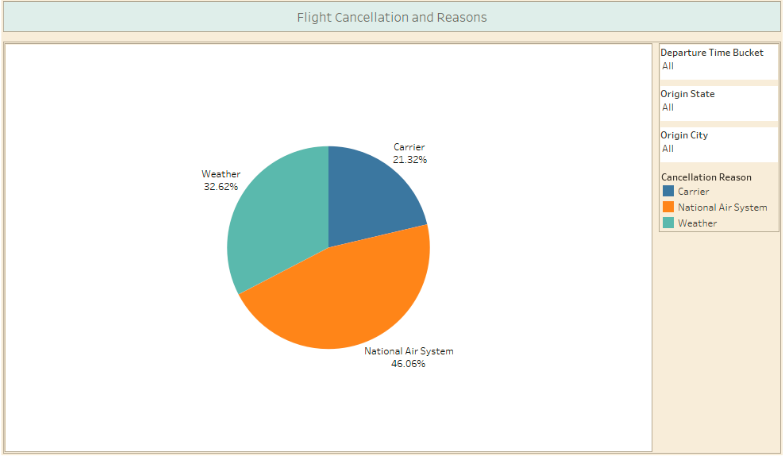 Flight Cancellation and Reasons
Carrier
21.32%
Weather
32.62%
National Air System
46.06%
Departure Time Bucket
All
Origin State
All
Origin City
All
Cancellation Reason
Carrier
National Air System
Weather